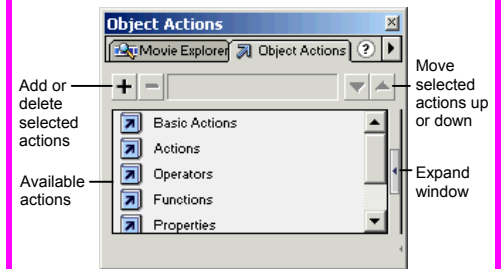 Object Actions
Movie Explorer
Object Actions
?
Add or
delete
selected
actions
Move
selected
actions up
or down
Available
actions
Basic Actions
Actions
Operators
Functions
Properties
Expand
window